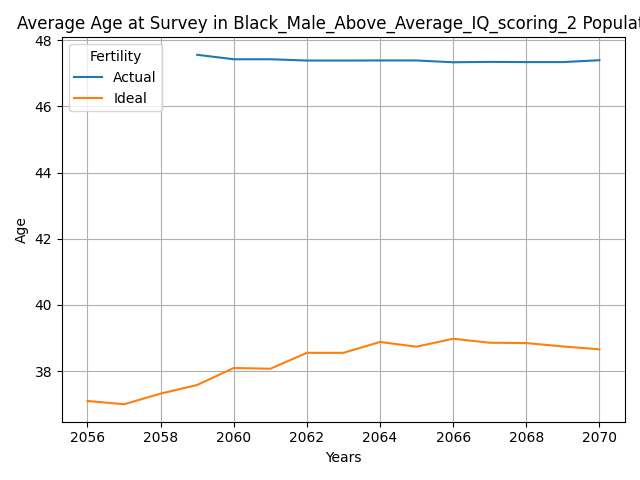 Average Age at Survey in Black_Male_Above_Average_IQ_scoring_2 Populat
48
46
44
42
40
38
Age
Fertility
Actual
Ideal
2056 2058 2060 2062 2064 2066 2068 2070
Years